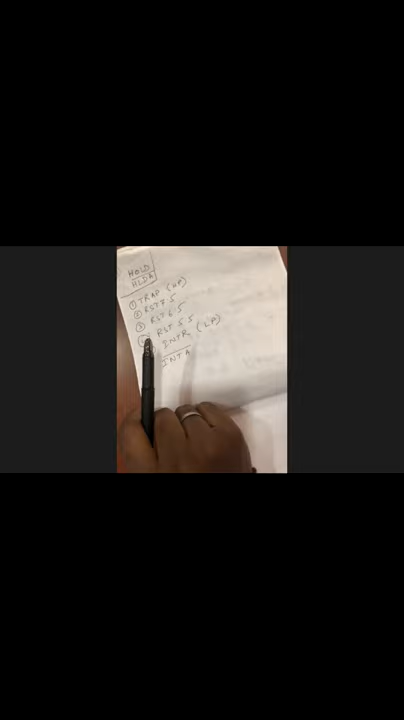 HOLD
HLDA
① TRAP (HP)
② RST 7.5
③ RST 6.5
④ RST 5.5
INTR (LP)
INTA